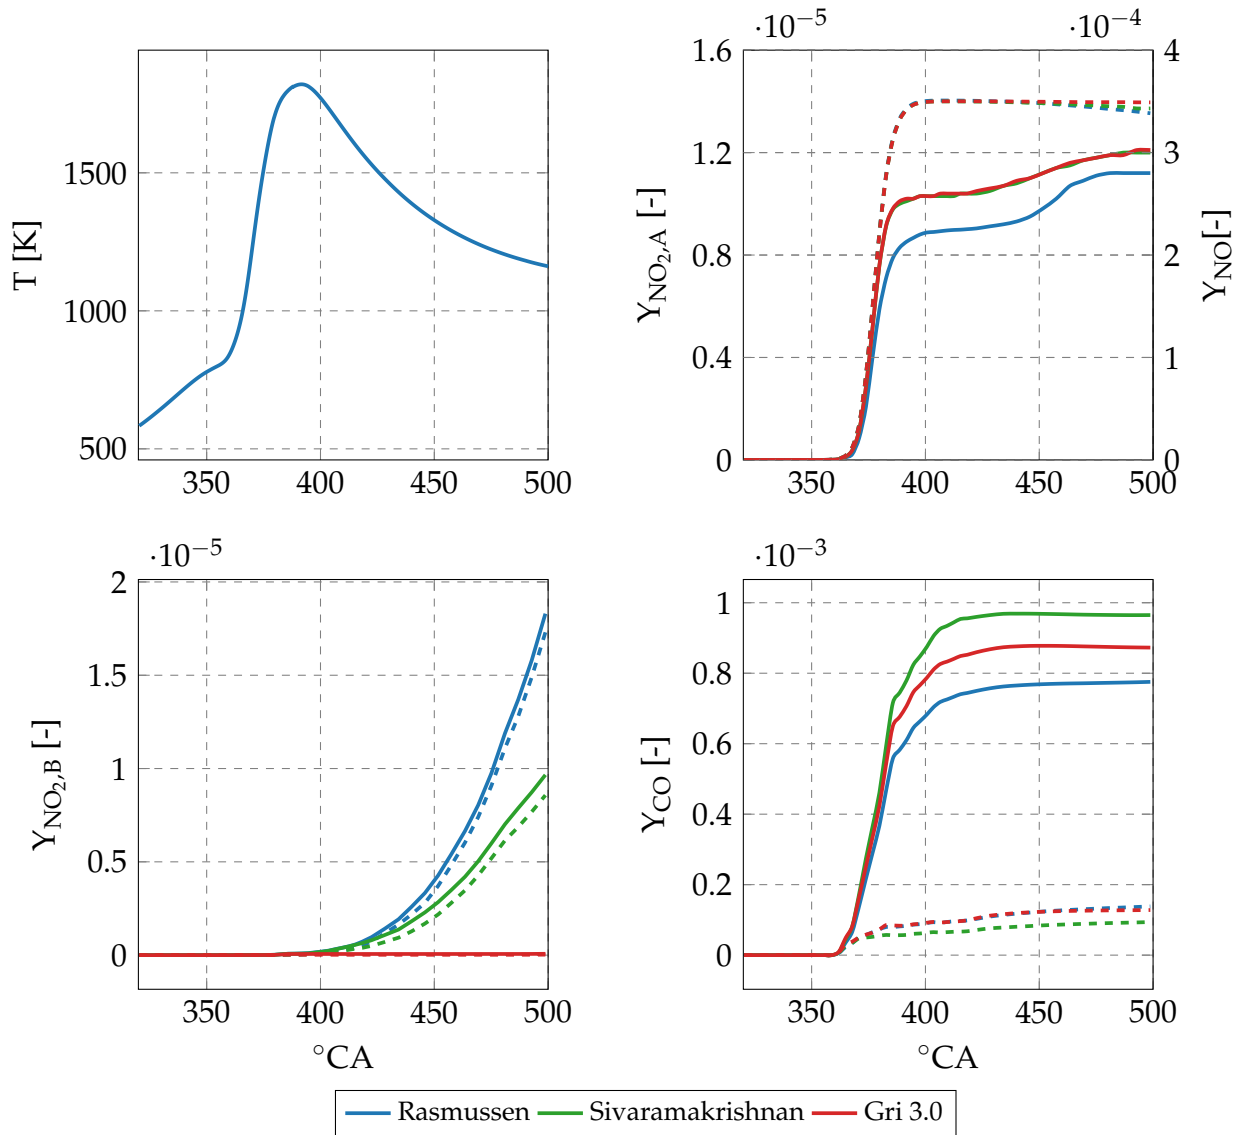 ·10⁻⁵ ·10⁻⁴
1500
1000
500
T [K]
350 400 450 500
1.6
1.2
0.8
0.4
0
Y_NO₂,A [-]
4
3
2
1
0
Y_NO[-]
350 400 450 500
·10⁻⁵
2
1.5
1
0.5
0
Y_NO₂,B [-]
350 400 450 500
°CA
·10⁻³
1
0.8
0.6
0.4
0.2
0
Y_CO [-]
350 400 450 500
°CA
Rasmussen Sivaramakrishnan Gri 3.0